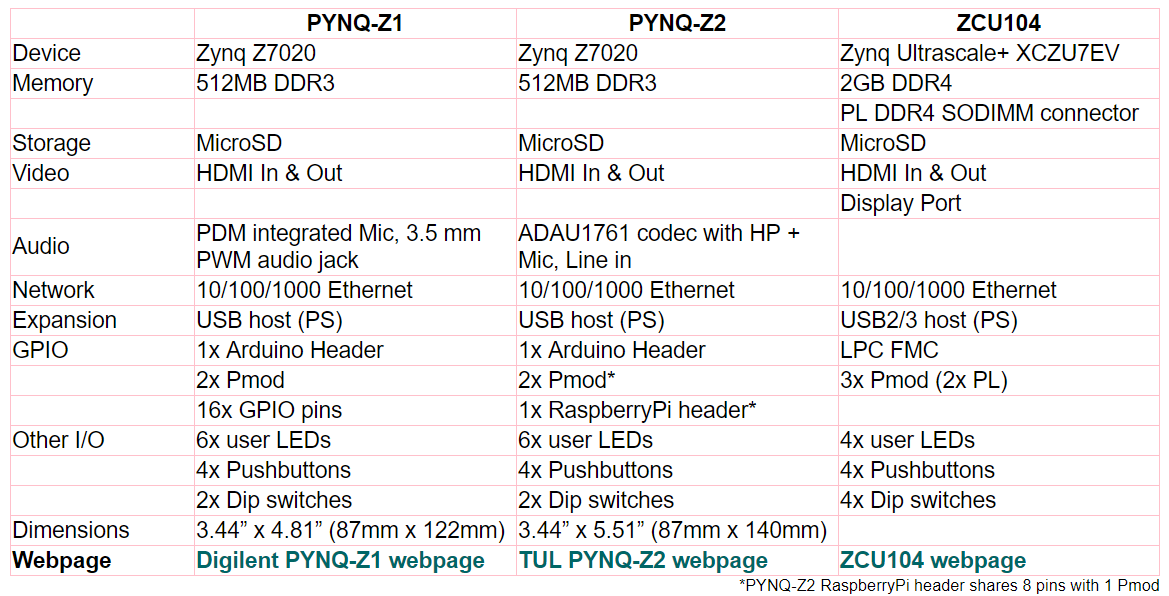 PYNQ-Z1 PYNQ-Z2 ZCU104
Device Zynq Z7020 Zynq Z7020 Zynq Ultrascale+ XCZU7EV
Memory 512MB DDR3 512MB DDR3 2GB DDR4
PL DDR4 SODIMM connector
Storage MicroSD MicroSD MicroSD
Video HDMI In & Out HDMI In & Out HDMI In & Out
Display Port
Audio PDM integrated Mic, 3.5 mm ADAU1761 codec with HP +
PWM audio jack Mic, Line in
Network 10/100/1000 Ethernet 10/100/1000 Ethernet 10/100/1000 Ethernet
Expansion USB host (PS) USB host (PS) USB2/3 host (PS)
GPIO 1x Arduino Header 1x Arduino Header LPC FMC
2x Pmod 2x Pmod* 3x Pmod (2x PL)
16x GPIO pins 1x RaspberryPi header*
Other I/O 6x user LEDs 6x user LEDs 4x user LEDs
4x Pushbuttons 4x Pushbuttons 4x Pushbuttons
2x Dip switches 2x Dip switches 4x Dip switches
Dimensions 3.44” x 4.81” (87mm x 122mm) 3.44” x 5.51” (87mm x 140mm)
Webpage Digilent PYNQ-Z1 webpage TUL PYNQ-Z2 webpage ZCU104 webpage
*PYNQ-Z2 RaspberryPi header shares 8 pins with 1 Pmod